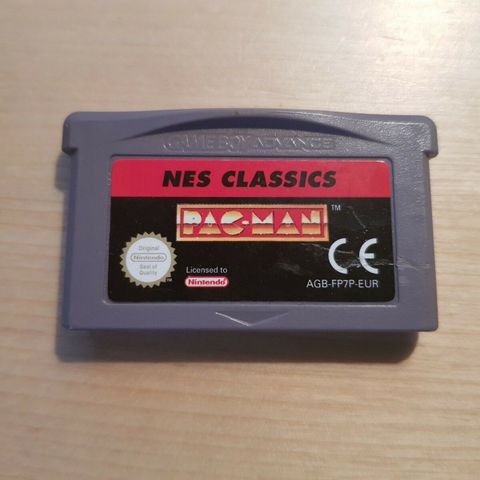 GAME BOY ADVANCE
NES CLASSICS
PAC-MAN™
Original
Nintendo
Seal of
Quality
™
Licensed to
Nintendo
CE
AGB-FP7P-EUR